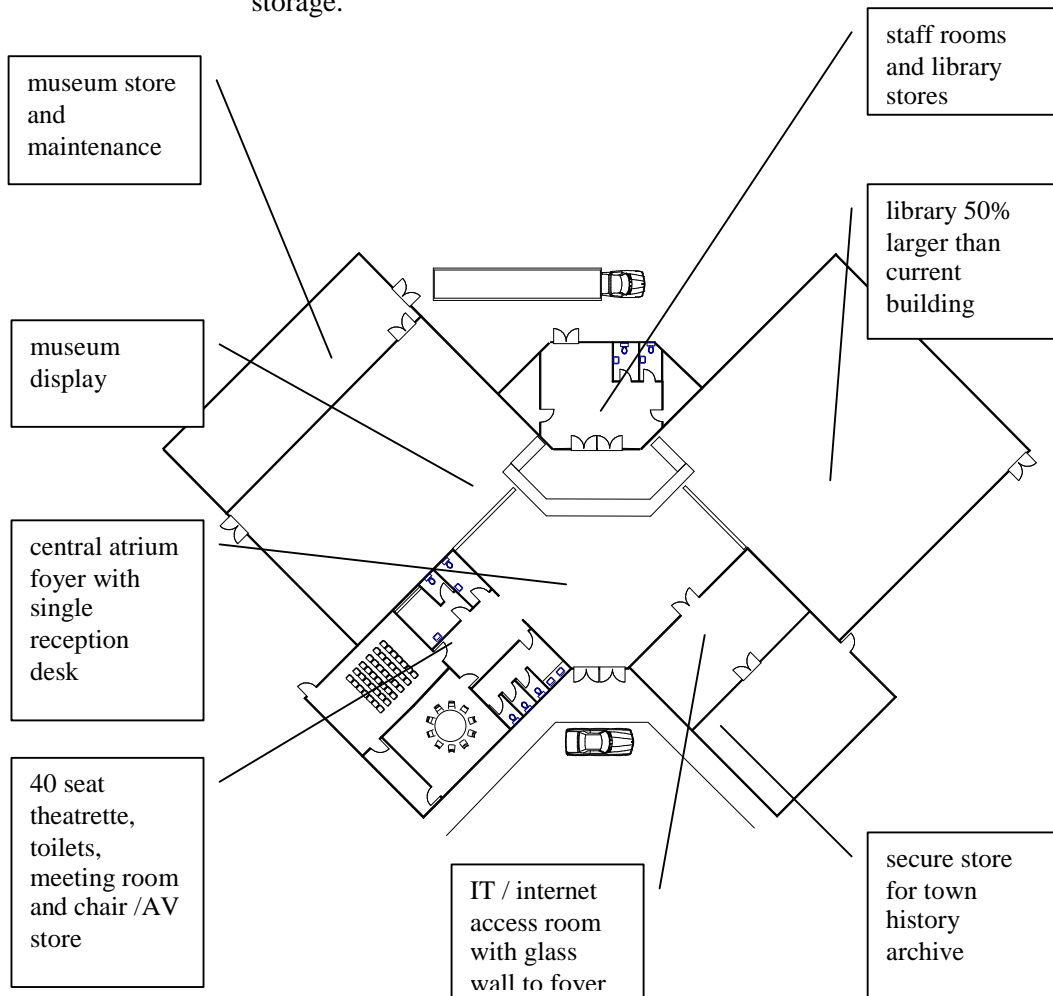 storage.
museum store
and
maintenance
museum
display
central atrium
foyer with
single
reception
desk
40 seat
theatrette,
toilets,
meeting room
and chair /AV
store
IT / internet
access room
with glass
wall to foyer
staff rooms
and library
stores
library 50%
larger than
current
building
secure store
for town
history
archive